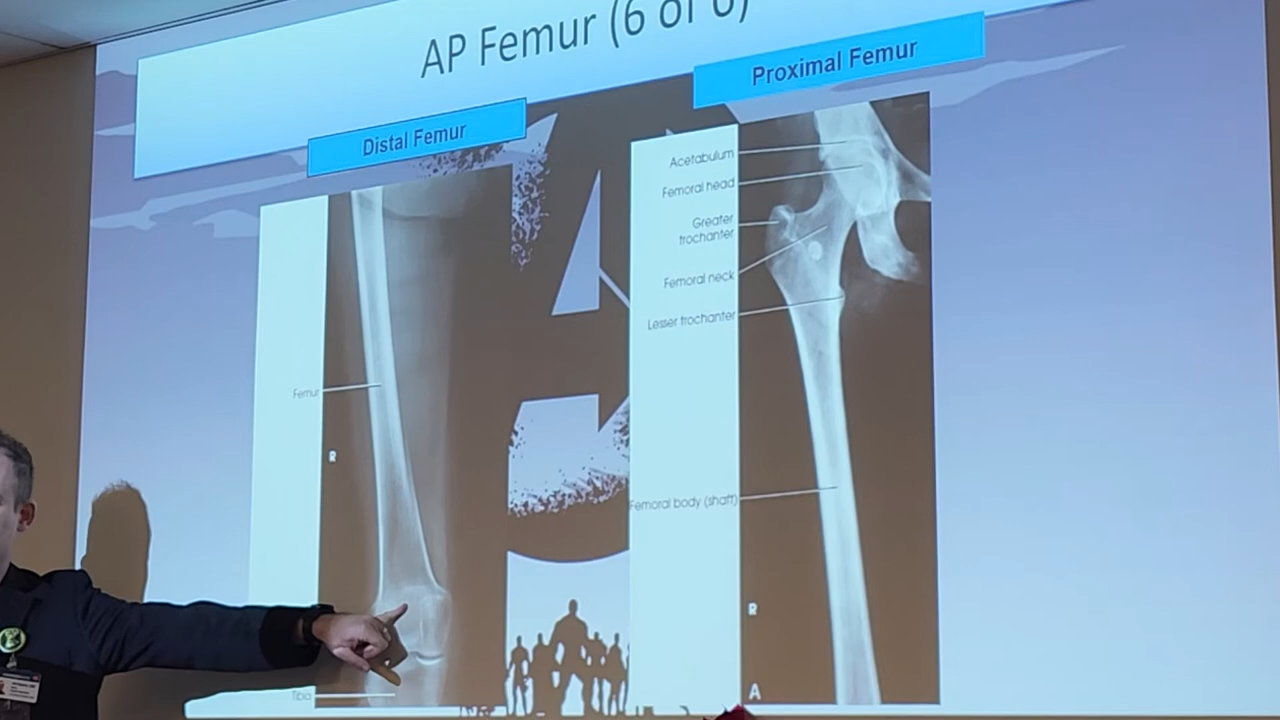 AP Femur (6 of 6)
Proximal Femur
Distal Femur
Acetabulum
Femoral head
Greater
trochanter
Femoral neck
Lesser trochanter
Femur
R
Femoral body (shaft)
R
Tibia
A